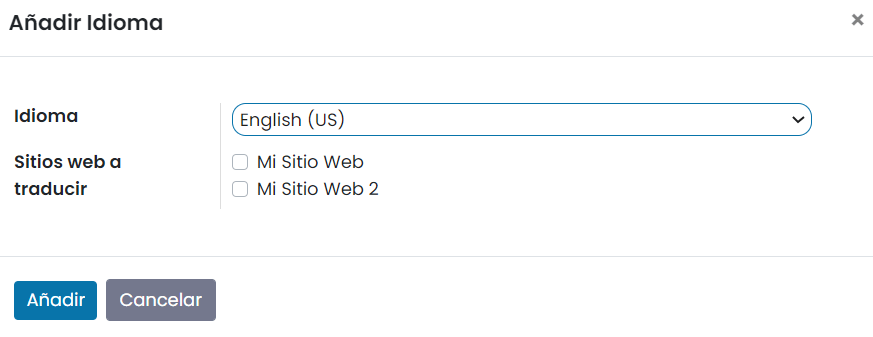 Añadir Idioma
×
Idioma
English (US)
Sitios web a
traducir
Mi Sitio Web
Mi Sitio Web 2
Añadir
Cancelar